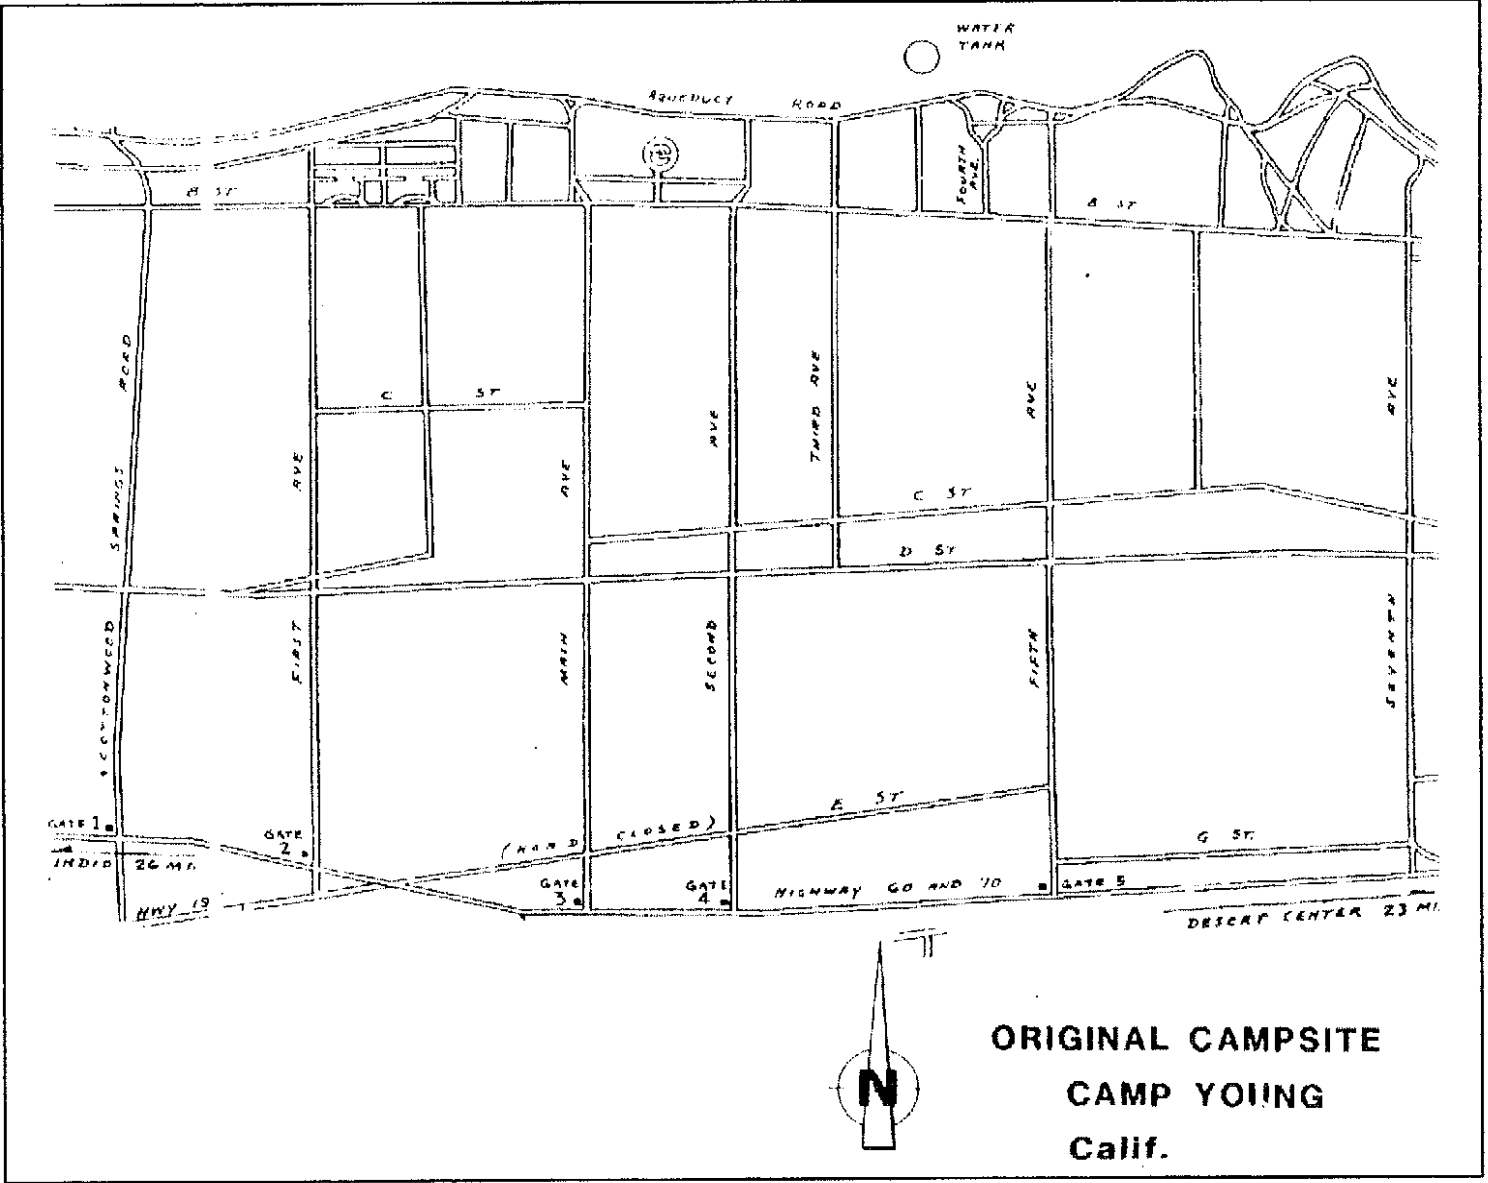 WATER
TANK
AQUEDUCT ROAD
B ST
FOURTH
AVE.
B ST
SPRINGS ROAD
C ST
AVE
AVE
AVE
THIRD AVE
AVE
AVE
C ST
D ST
COTTONWOOD
FIRST
MAIN
SECOND
FIFTH
SEVENTH
E ST
(ROAD CLOSED)
G ST.
GATE 1
GATE
2
INDIO 26 MI.
HWY 19
GATE
3
GATE
4
HIGHWAY 60 AND 70
GATE 5
DESERT CENTER 23 MI.
N
ORIGINAL CAMPSITE
CAMP YOUNG
Calif.